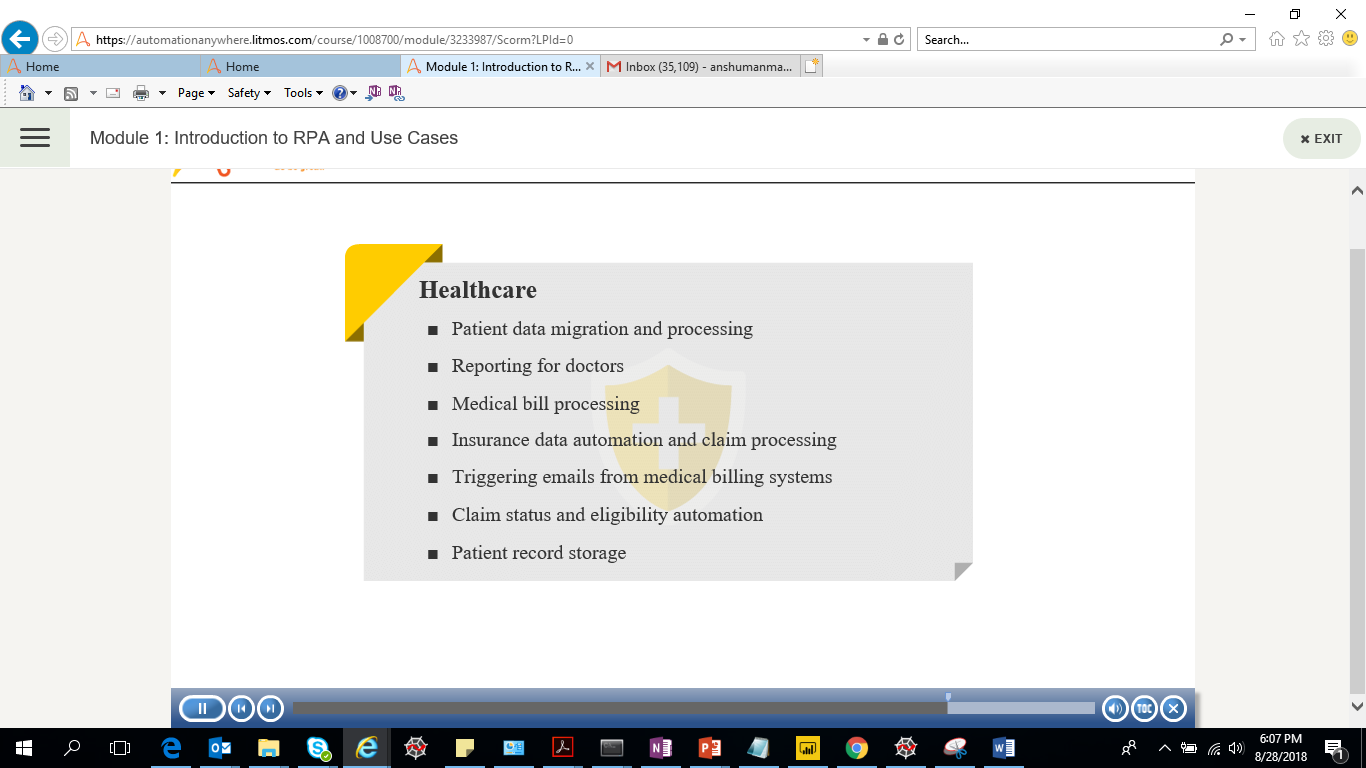 https://automationanywhere.litmos.com/course/1008700/module/3233987/Scorm?LPId=0
Search...
Home
Home
Module 1: Introduction to R...
Inbox (35,109) - anshumanma...
Page
Safety
Tools
Module 1: Introduction to RPA and Use Cases
× EXIT
Healthcare
■ Patient data migration and processing
■ Reporting for doctors
■ Medical bill processing
■ Insurance data automation and claim processing
■ Triggering emails from medical billing systems
■ Claim status and eligibility automation
■ Patient record storage
TOC
6:07 PM
8/28/2018
1